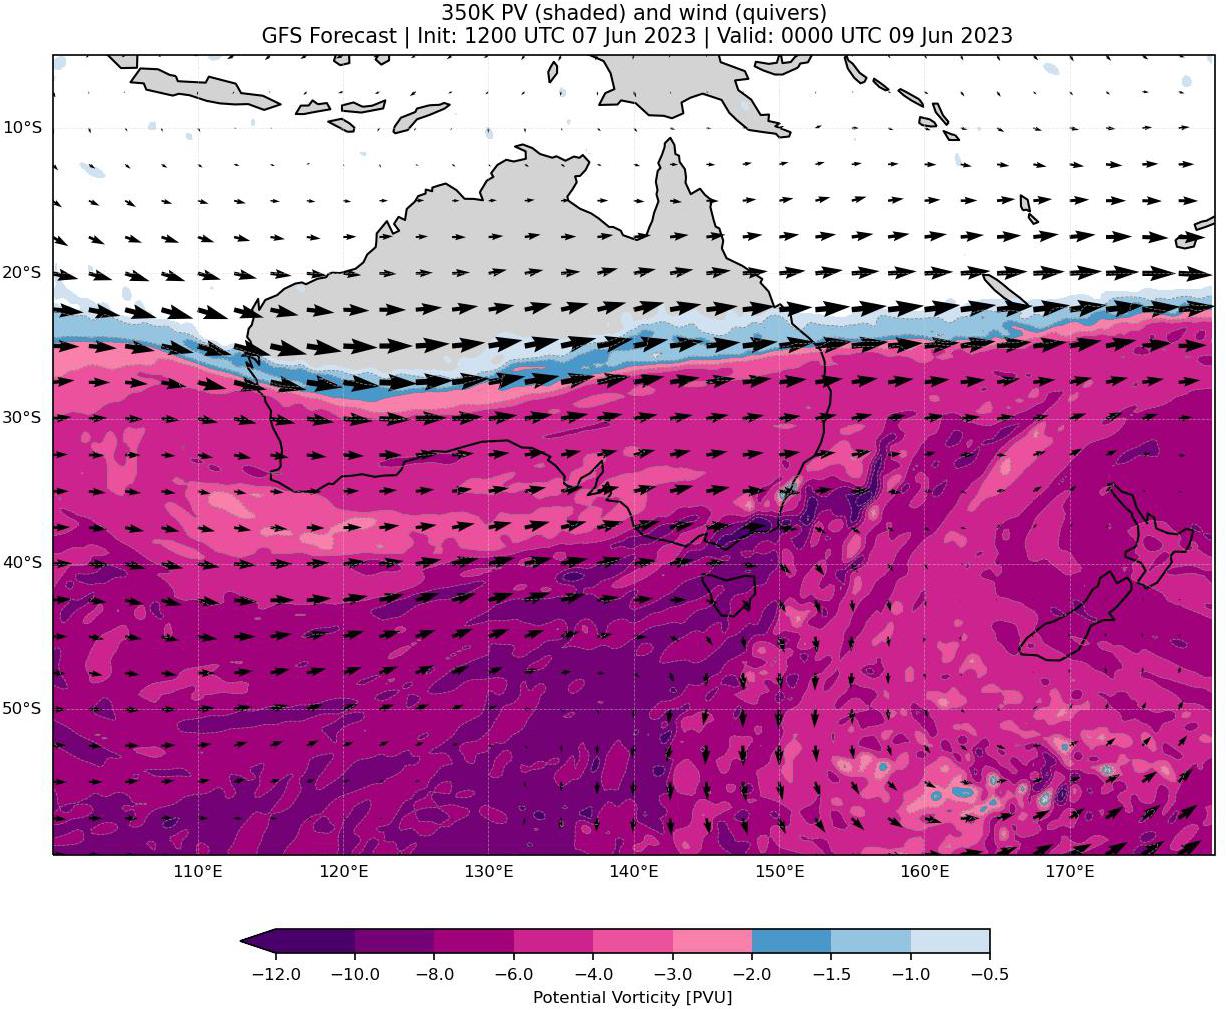 350K PV (shaded) and wind (quivers)
GFS Forecast | Init: 1200 UTC 07 Jun 2023 | Valid: 0000 UTC 09 Jun 2023
10°S
20°S
30°S
40°S
50°S
110°E 120°E 130°E 140°E 150°E 160°E 170°E
−12.0 −10.0 −8.0 −6.0 −4.0 −3.0 −2.0 −1.5 −1.0 −0.5
Potential Vorticity [PVU]